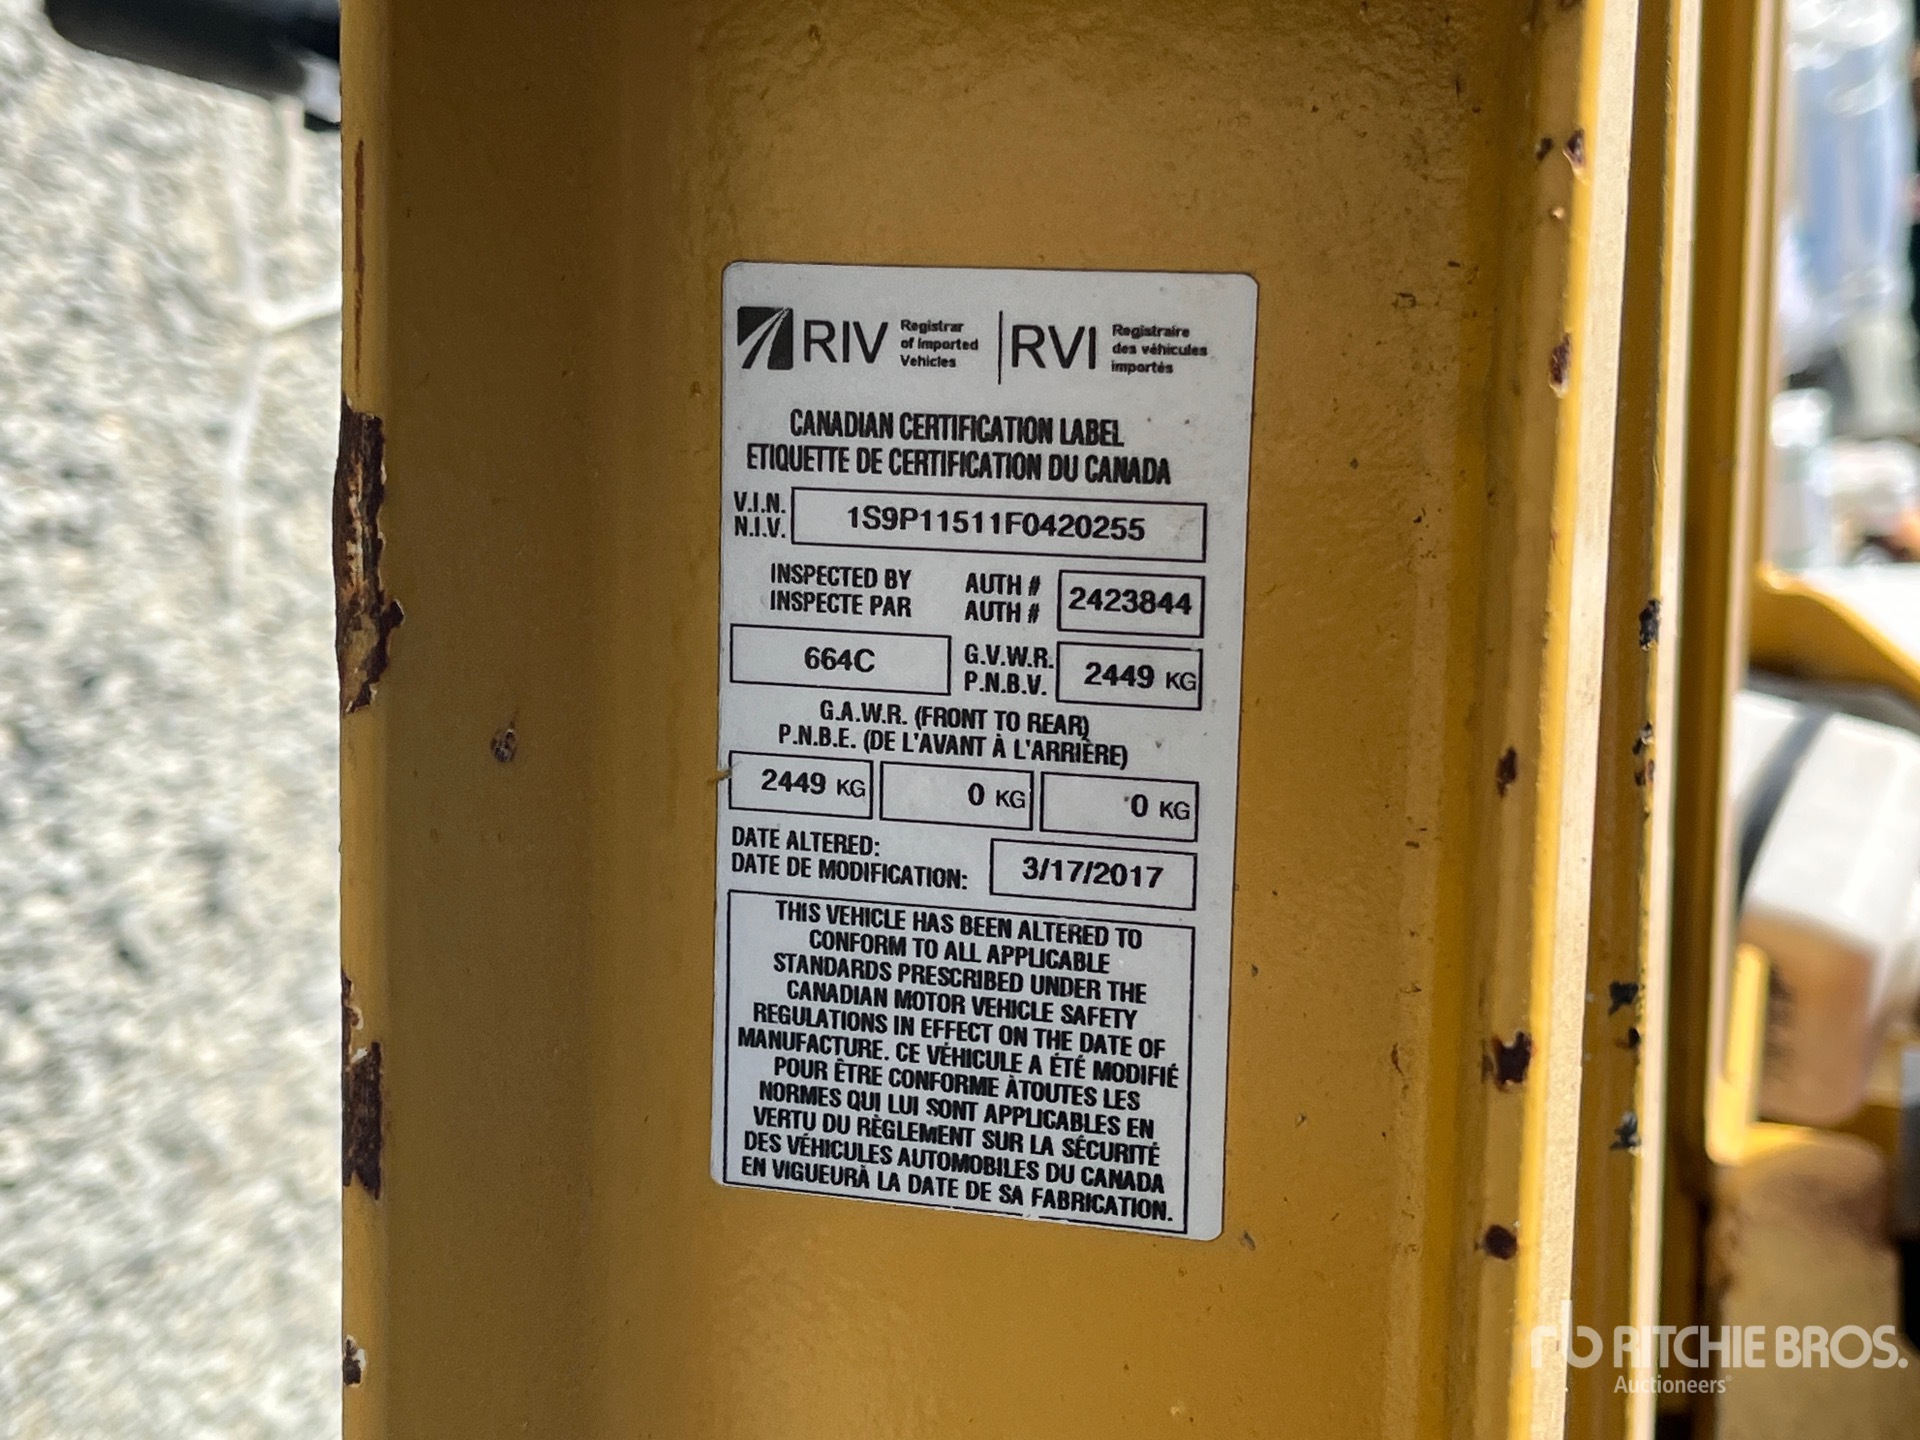 RIV Registrar of Imported Vehicles | RVI Registraire des véhicules importés
CANADIAN CERTIFICATION LABEL
ETIQUETTE DE CERTIFICATION DU CANADA
V.I.N.
N.I.V.
1S9P11511F0420255
INSPECTED BY
INSPECTE PAR
AUTH #
AUTH #
2423844
664C
G.V.W.R.
P.N.B.V.
2449 KG
G.A.W.R. (FRONT TO REAR)
P.N.B.E. (DE L'AVANT À L'ARRIÈRE)
2449 KG 0 KG 0 KG
DATE ALTERED:
DATE DE MODIFICATION:
3/17/2017
THIS VEHICLE HAS BEEN ALTERED TO
CONFORM TO ALL APPLICABLE
STANDARDS PRESCRIBED UNDER THE
CANADIAN MOTOR VEHICLE SAFETY
REGULATIONS IN EFFECT ON THE DATE OF
MANUFACTURE. CE VÉHICULE A ÉTÉ MODIFIÉ
POUR ÊTRE CONFORME ÀTOUTES LES
NORMES QUI LUI SONT APPLICABLES EN
VERTU DU RÈGLEMENT SUR LA SÉCURITÉ
DES VÉHICULES AUTOMOBILES DU CANADA
EN VIGUEURÀ LA DATE DE SA FABRICATION.
RITCHIE BROS.
Auctioneers